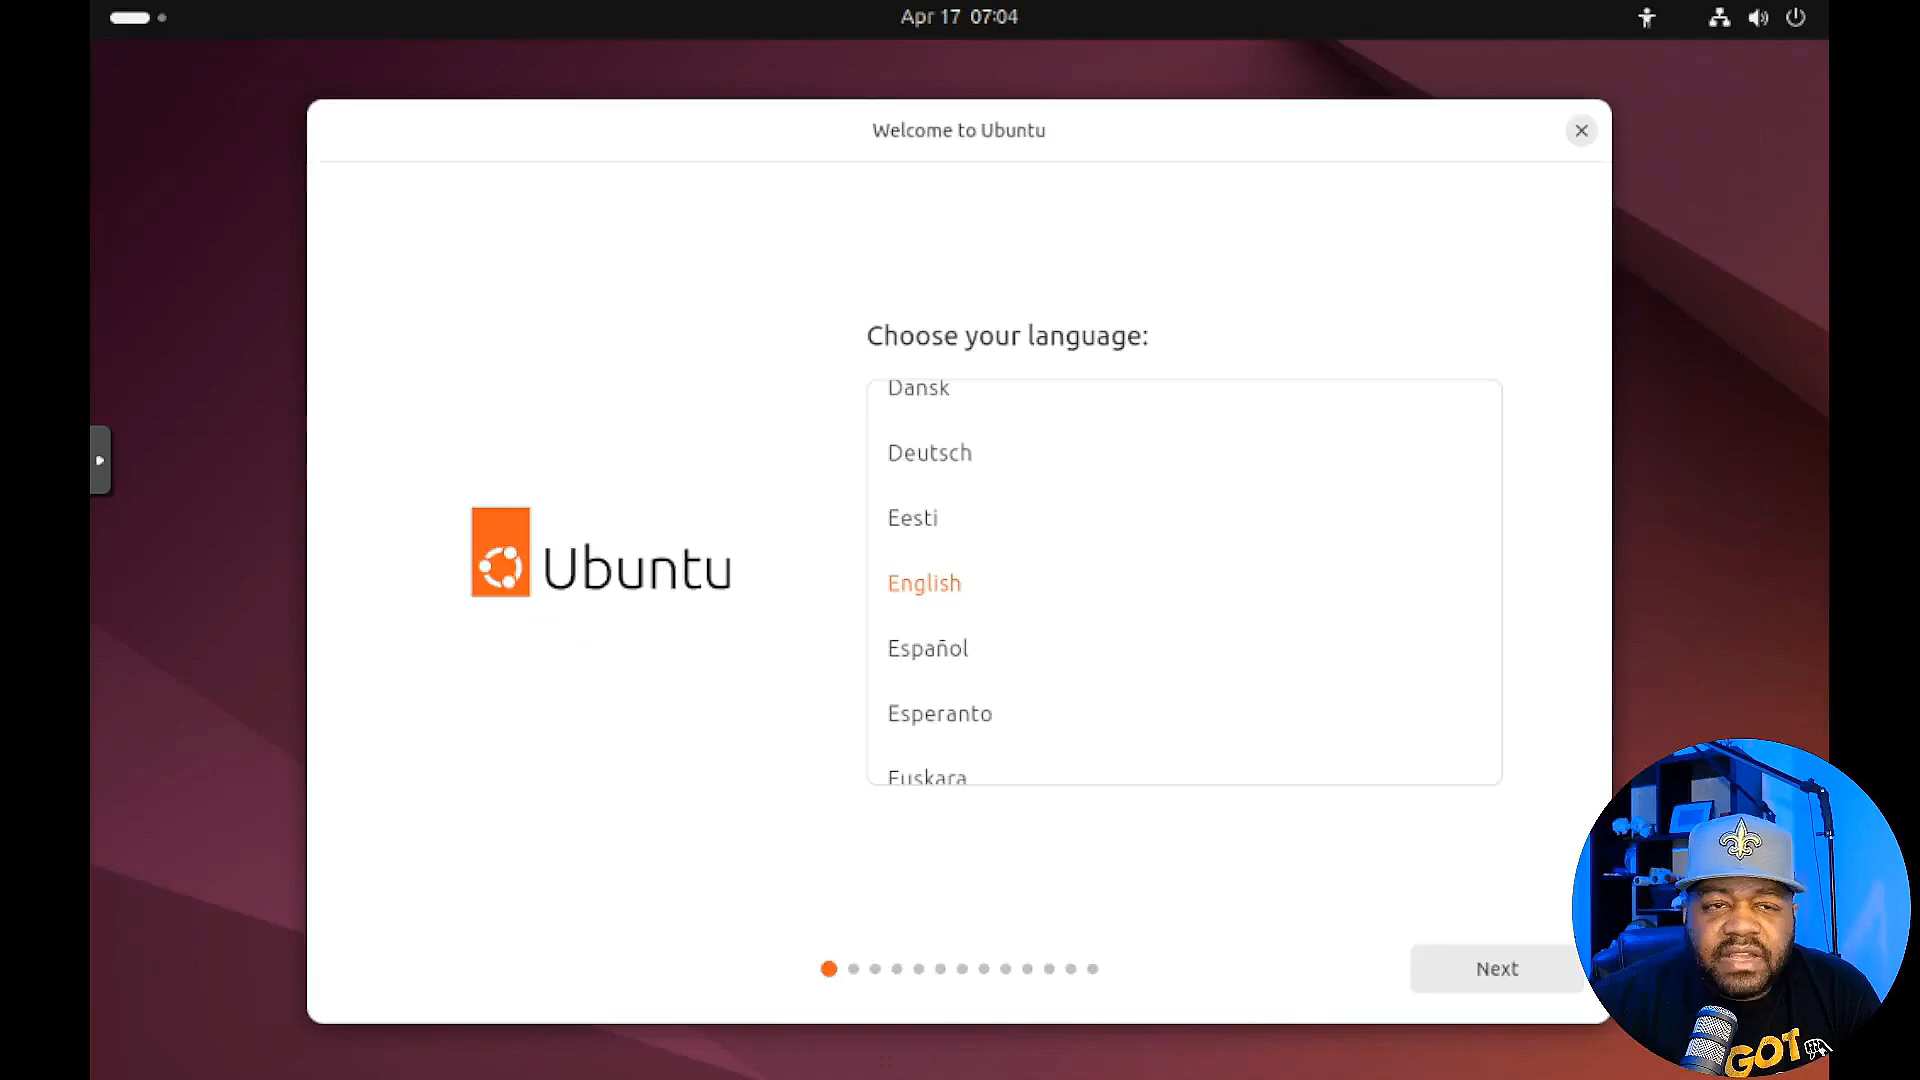 Apr 17 07:04
Welcome to Ubuntu
Choose your language:
Dansk
Deutsch
Eesti
English
Español
Esperanto
Euskara
Ubuntu
Next
GOT